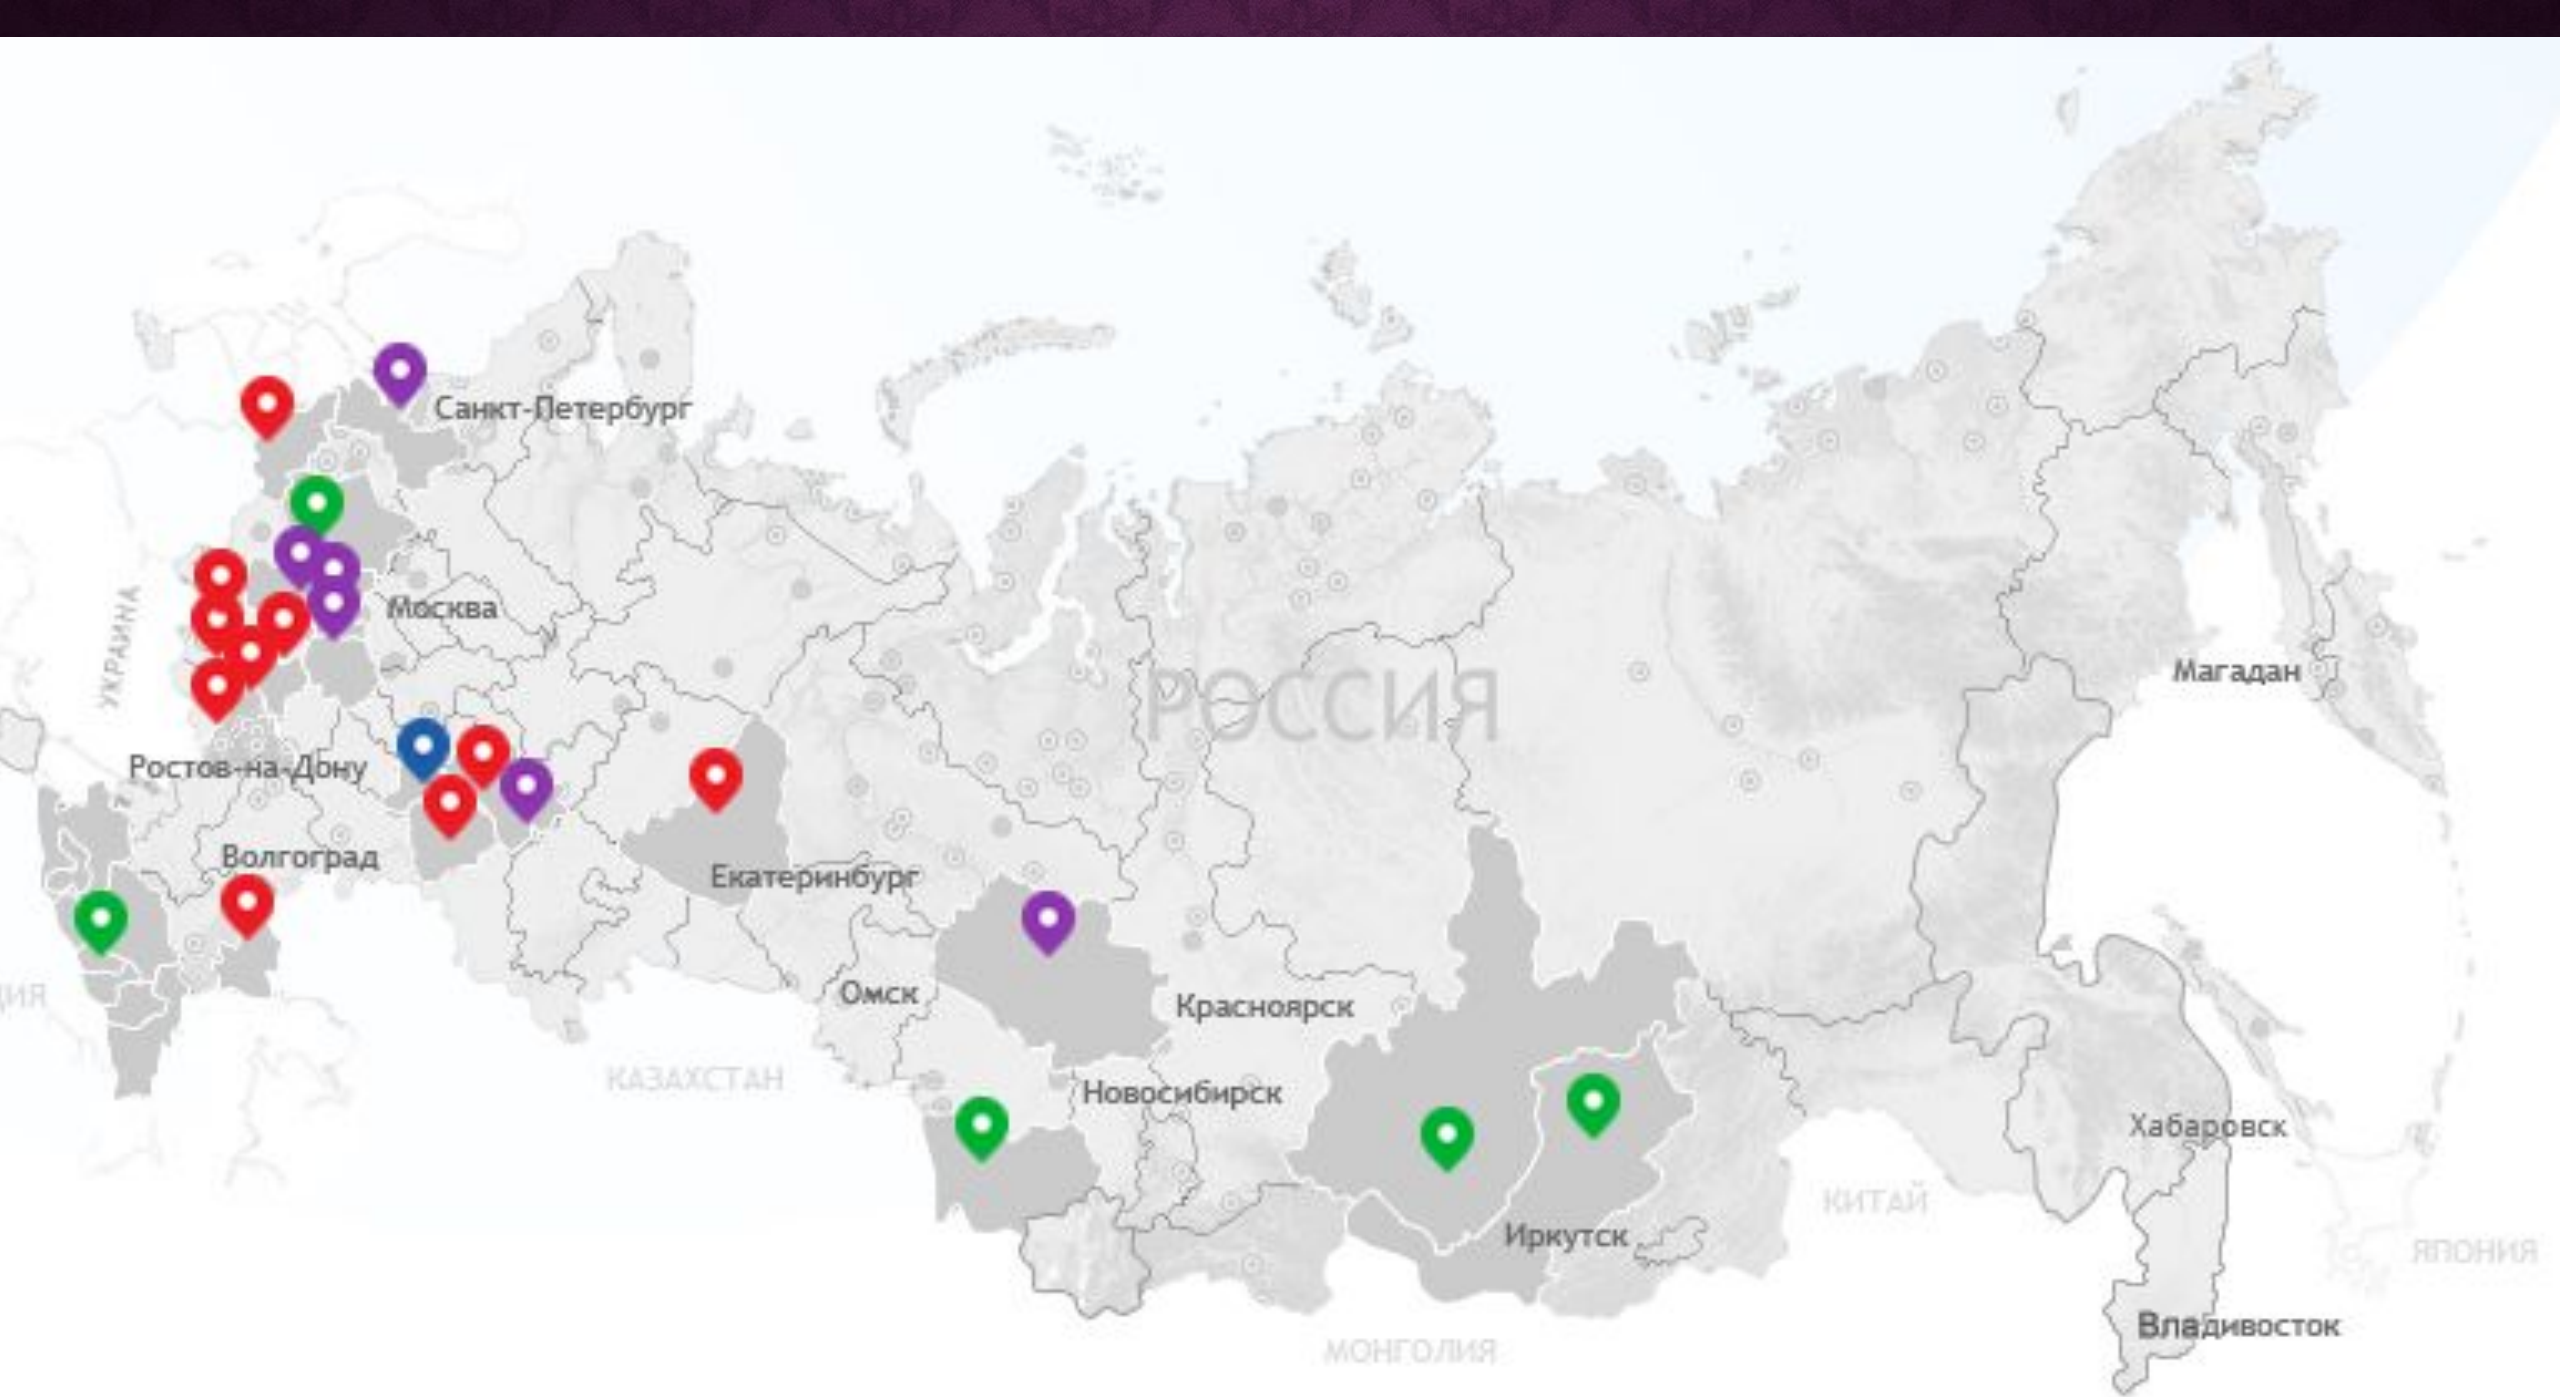 Санкт-Петербург
УКРАИНА
Москва
РОССИЯ
Магадан
Ростов-на-Дону
Волгоград
Екатеринбург
Омск
Красноярск
КАЗАХСТАН
Новосибирск
Хабаровск
КИТАЙ
Иркутск
ЯПОНИЯ
Владивосток
МОНГОЛИЯ